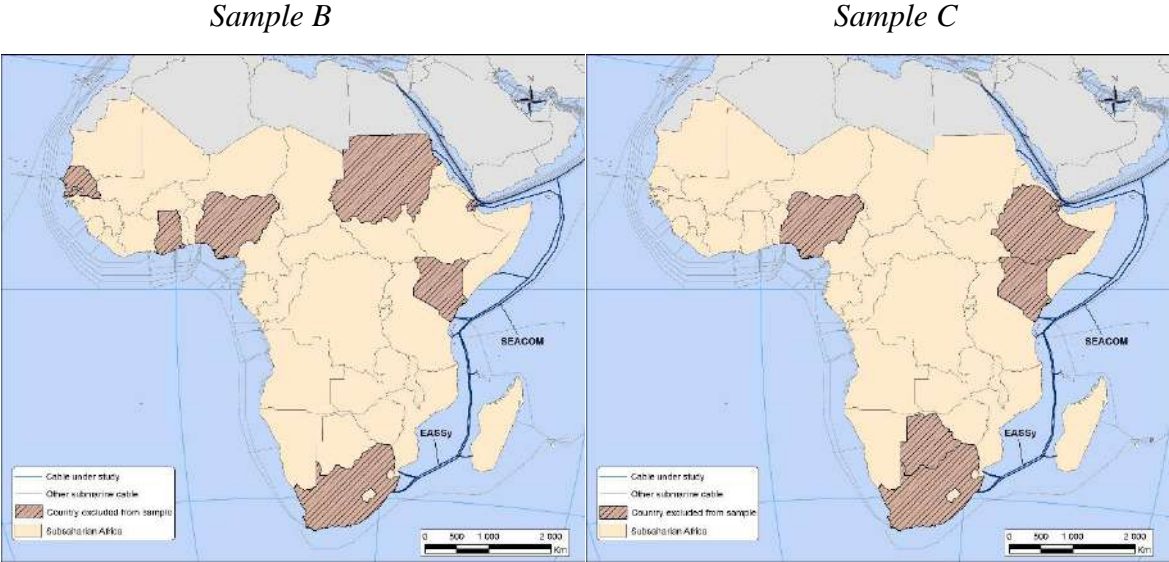 Sample B
Sample C
N
SEACOM
EASSy
Cable under study
Other submarine cable
Country excluded from sample
Subsaharian Africa
0 500 1 000 2 000
Km
N
SEACOM
EASSy
Cable under study
Other submarine cable
Country excluded from sample
Subsaharian Africa
0 500 1 000 2 000
Km